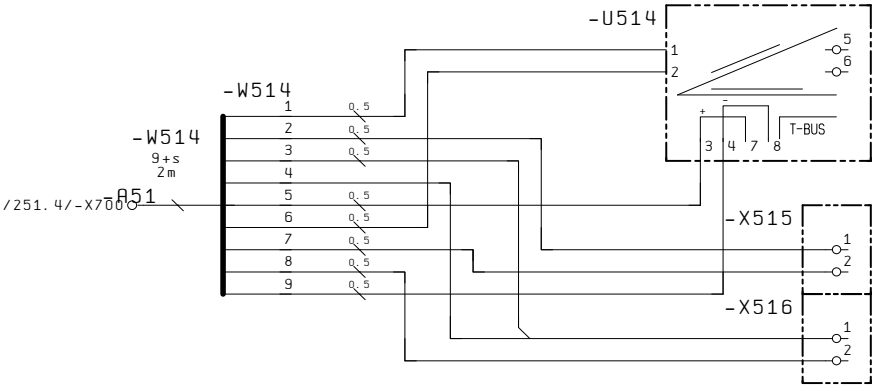 -U514
1
2
5
6
+
-
T-BUS
3 4 7 8
-W514
-W514
9+s
2m
-A51
/251.4/-X700
1 0.5
2 0.5
3 0.5
4
5 0.5
6 0.5
7 0.5
8 0.5
9 0.5
-X515
1
2
-X516
1
2